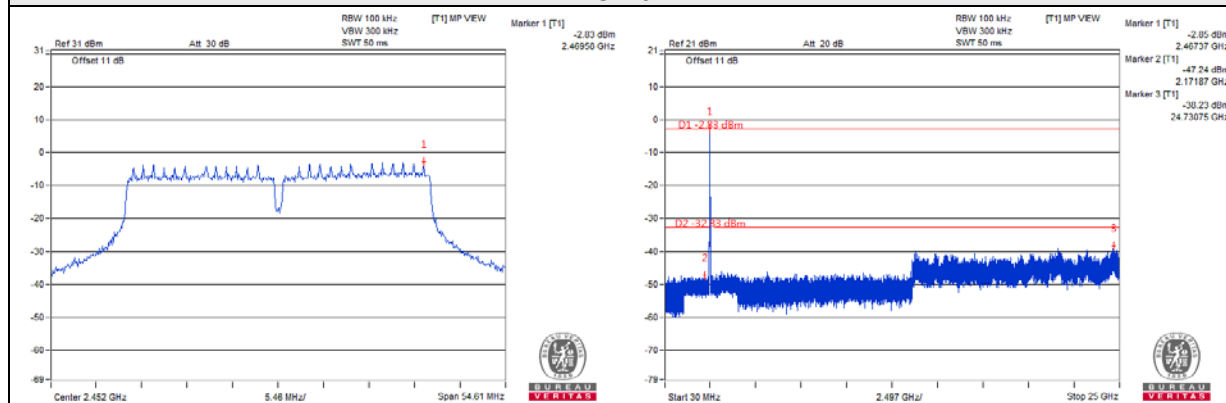 RBW 100 kHz
VBW 300 kHz
SWT 50 ms
[T1] MP VIEW
Marker 1 [T1]
-2.83 dBm
2.46958 GHz
Ref 31 dBm
Att 30 dB
Offset 11 dB
31
20
10
0
-10
-20
-30
-40
-50
-60
-69
1
Center 2.452 GHz
5.46 MHz/
Span 54.61 MHz
BUREAU
VERITAS
RBW 100 kHz
VBW 300 kHz
SWT 50 ms
[T1] MP VIEW
Marker 1 [T1]
-2.85 dBm
2.46737 GHz
Marker 2 [T1]
-47.24 dBm
2.17187 GHz
Marker 3 [T1]
-38.23 dBm
24.73075 GHz
Ref 21 dBm
Att 20 dB
Offset 11 dB
21
10
0
-10
-20
-30
-40
-50
-60
-70
-79
1
D1 -2.83 dBm
D2 -32.83 dBm
2
3
Start 30 MHz
2.497 GHz/
Stop 25 GHz
BUREAU
VERITAS